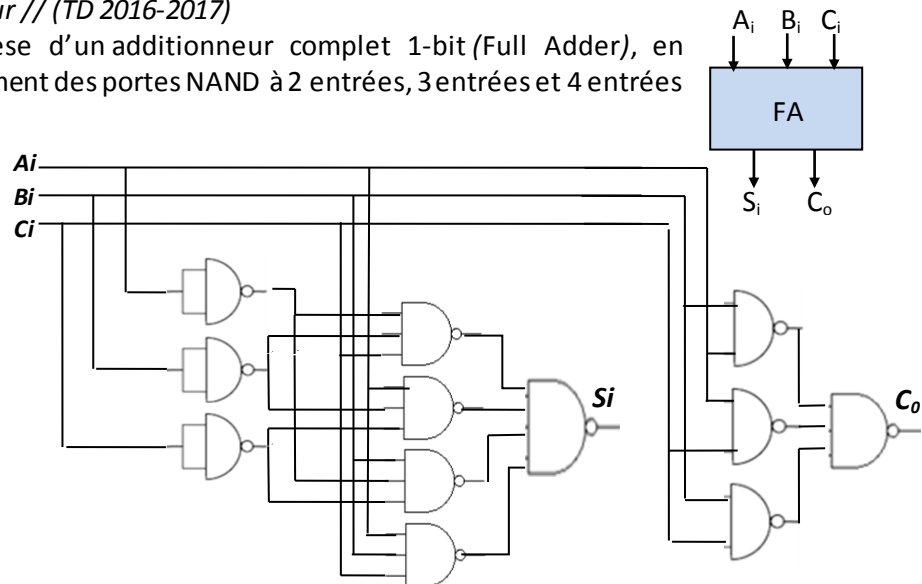 ur // (TD 2016-2017)
èse d'un additionneur complet 1-bit (Full Adder), en
ment des portes NAND à 2 entrées, 3 entrées et 4 entrées
Ai Bi Ci
FA
Si Co
Ai
Bi
Ci
Si
C0